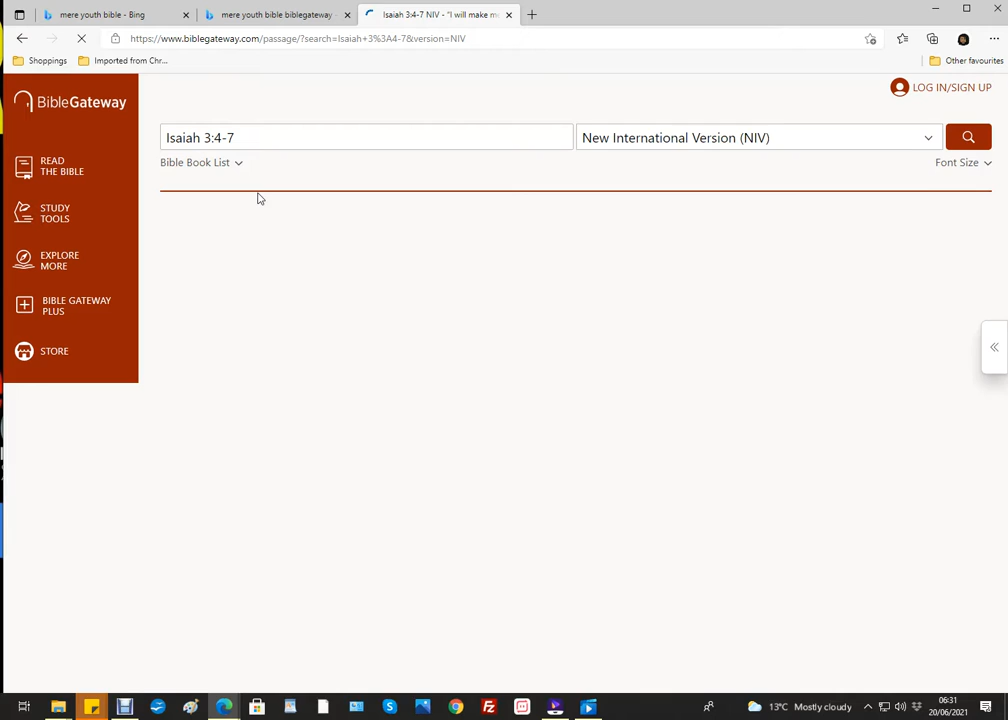 mere youth bible - Bing
mere youth bible biblegateway -
Isaiah 3:4-7 NIV - "I will make me
https://www.biblegateway.com/passage/?search=Isaiah+3%3A4-7&version=NIV
Shoppings
Imported from Chr...
Other favourites
BibleGateway
LOG IN/SIGN UP
Isaiah 3:4-7
New International Version (NIV)
Bible Book List
Font Size
READ
THE BIBLE
STUDY
TOOLS
EXPLORE
MORE
BIBLE GATEWAY
PLUS
STORE
13°C Mostly cloudy
06:31
20/06/2021